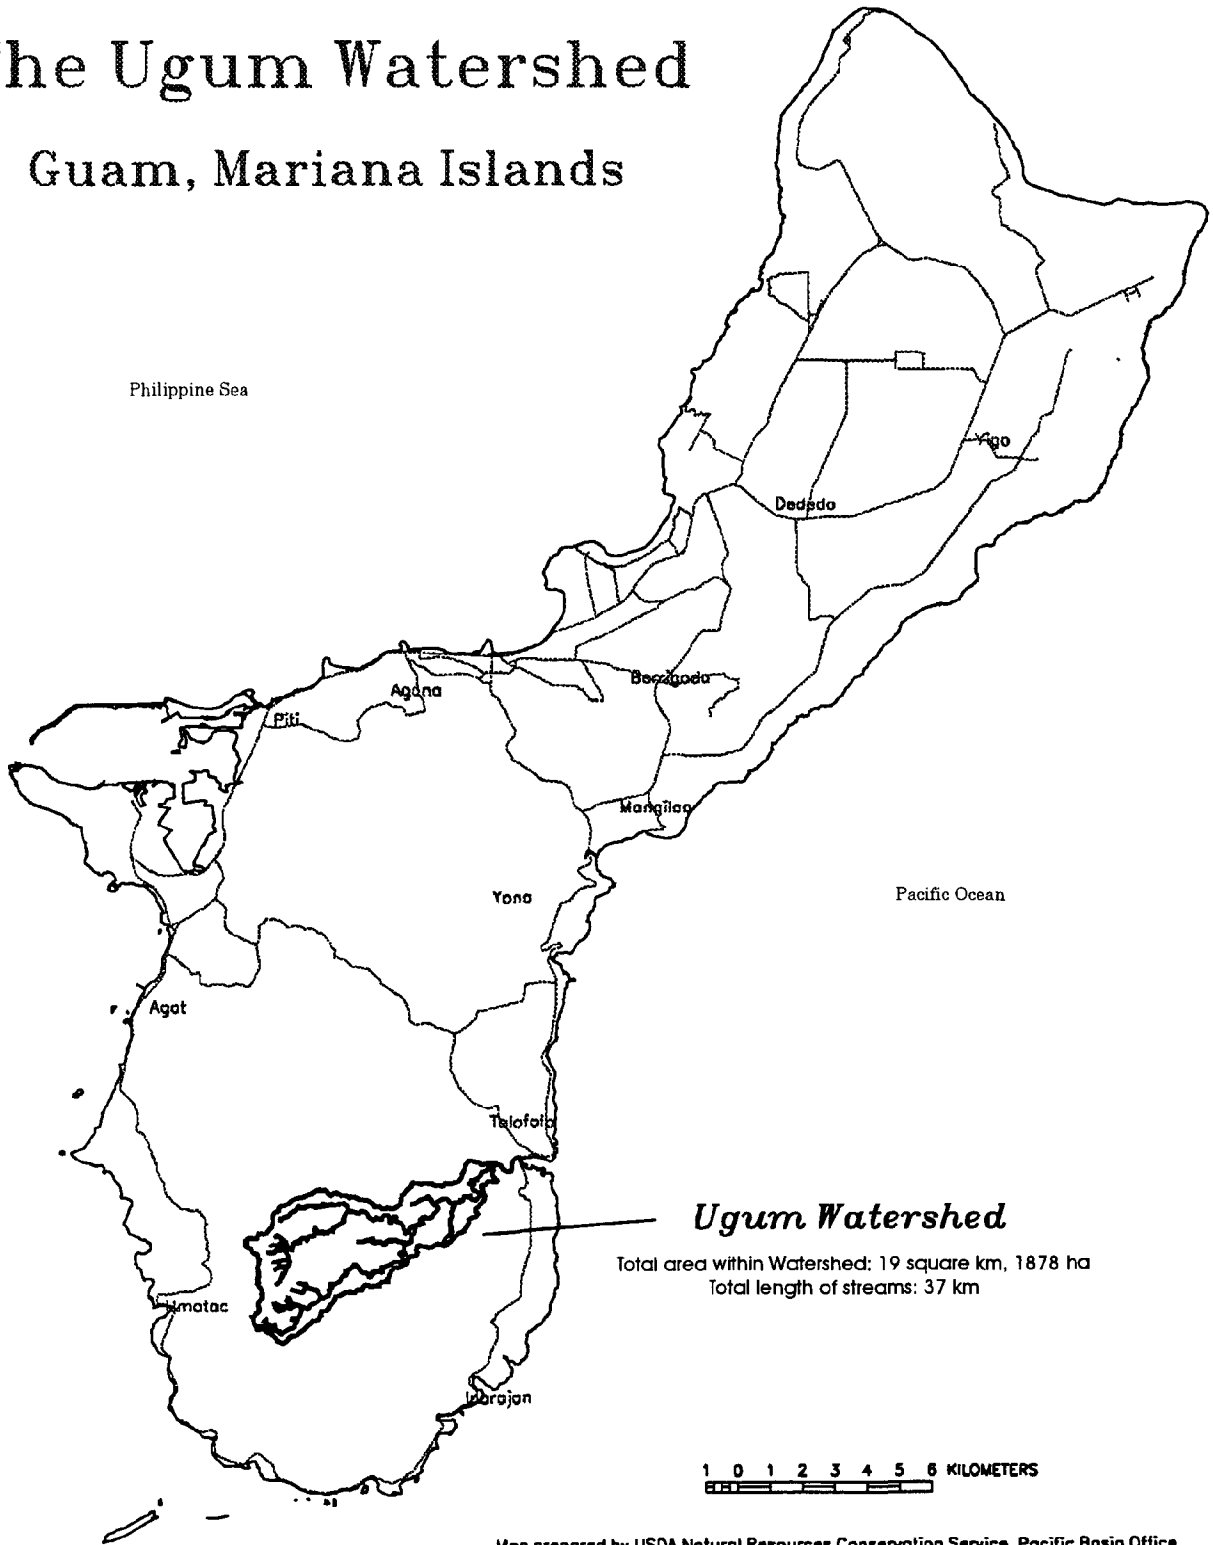 The Ugum Watershed
Guam, Mariana Islands
Philippine Sea
Yigo
Dededo
Barrigada
Agana
Piti
Mangilao
Yona
Pacific Ocean
Agat
Talofofo
Ugum Watershed
Total area within Watershed: 19 square km, 1878 ha
Total length of streams: 37 km
Umatac
Inarajan
1 0 1 2 3 4 5 6 KILOMETERS
Map prepared by USDA Natural Resources Conservation Service, Pacific Basin Office